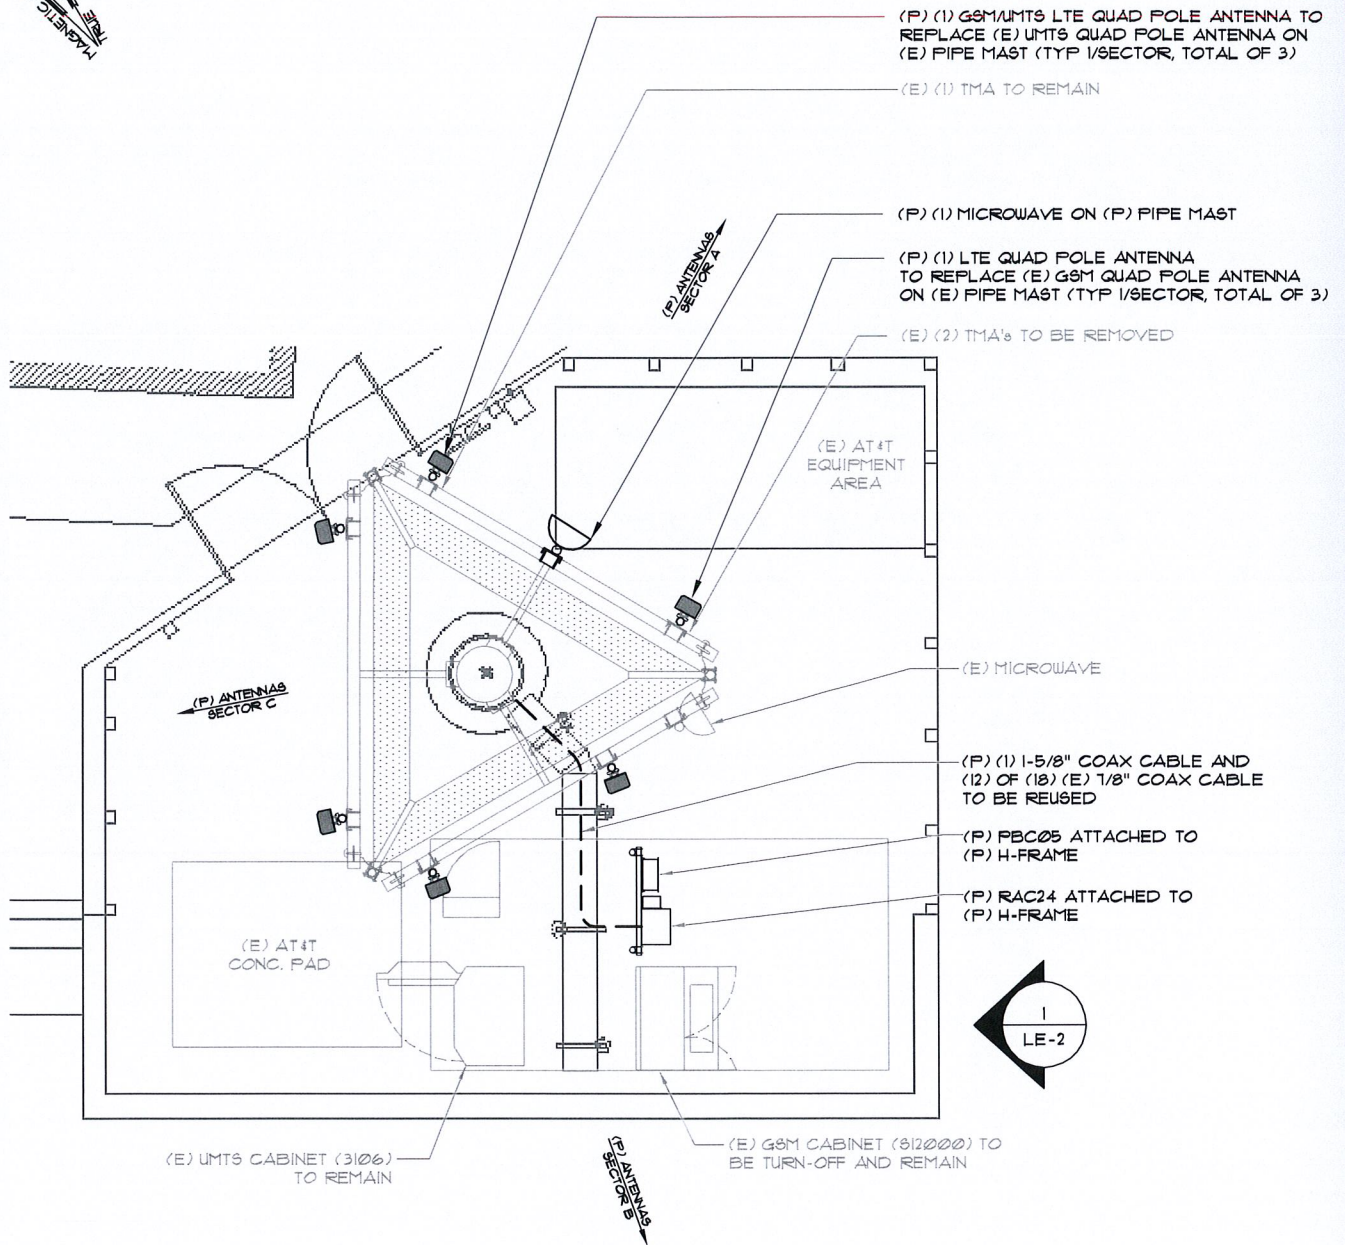 MAGNETIC
TRUE
(P) (1) GSM/UMTS LTE QUAD POLE ANTENNA TO
REPLACE (E) UMTS QUAD POLE ANTENNA ON
(E) PIPE MAST (TYP 1/SECTOR, TOTAL OF 3)
(E) (1) TMA TO REMAIN
(P) (1) MICROWAVE ON (P) PIPE MAST
(P) ANTENNAS
SECTOR A
(P) (1) LTE QUAD POLE ANTENNA
TO REPLACE (E) GSM QUAD POLE ANTENNA
ON (E) PIPE MAST (TYP 1/SECTOR, TOTAL OF 3)
(E) (2) TMA's TO BE REMOVED
(E) AT&T
EQUIPMENT
AREA
(E) MICROWAVE
(P) ANTENNAS
SECTOR C
(P) (1) 1-5/8" COAX CABLE AND
(12) OF (18) (E) 7/8" COAX CABLE
TO BE REUSED
(P) PBC05 ATTACHED TO
(P) H-FRAME
(P) RAC24 ATTACHED TO
(P) H-FRAME
(E) AT&T
CONC. PAD
1
LE-2
(E) UMTS CABINET (3106)
TO REMAIN
(E) GSM CABINET (S12000) TO
BE TURN-OFF AND REMAIN
(P) ANTENNAS
SECTOR B